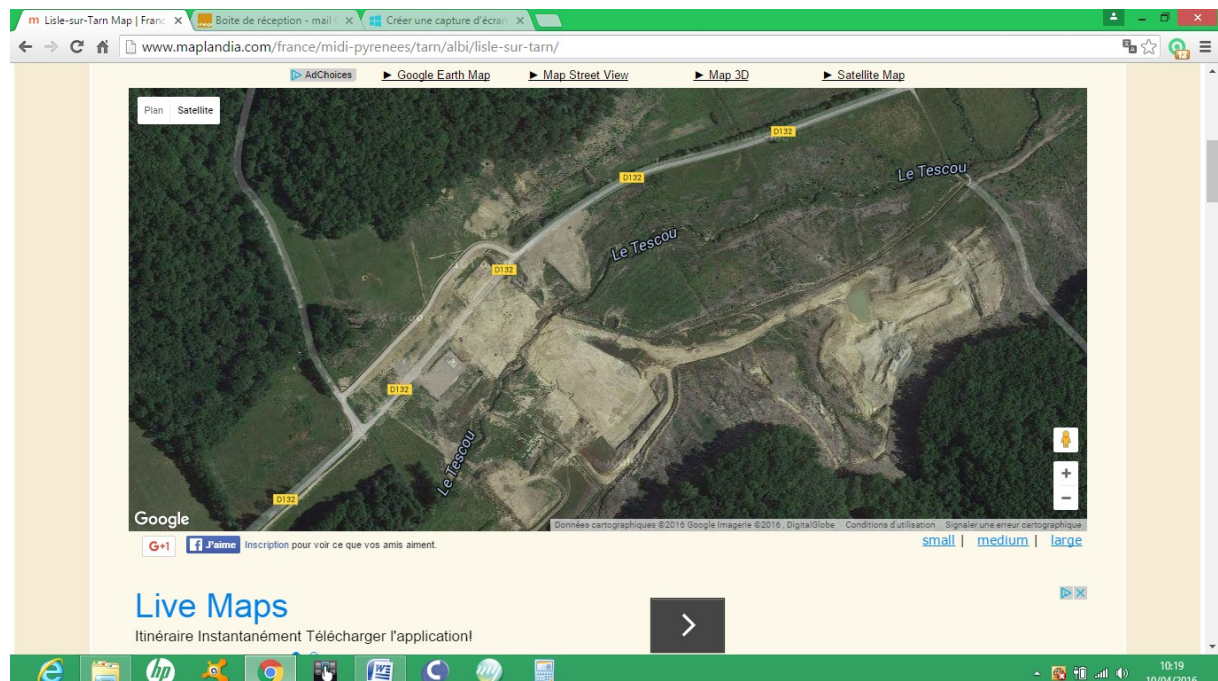 m Lisle-sur-Tarn Map | Franc
Boite de réception - mail
Créer une capture d'écran
www.maplandia.com/france/midi-pyrenees/tarn/albi/lisle-sur-tarn/
12
AdChoices ► Google Earth Map ► Map Street View ► Map 3D ► Satellite Map
Plan Satellite
D132
D132
Le Tescou
Le Tescou
D132
D132
Le Tescou
D132
+
−
Google
Données cartographiques ©2016 Google Imagerie ©2016 , DigitalGlobe Conditions d'utilisation Signaler une erreur cartographique
G+1 J'aime Inscription pour voir ce que vos amis aiment.
small | medium | large
Live Maps
Itinéraire Instantanément Télécharger l'application!
hp
10:19
10/04/2016